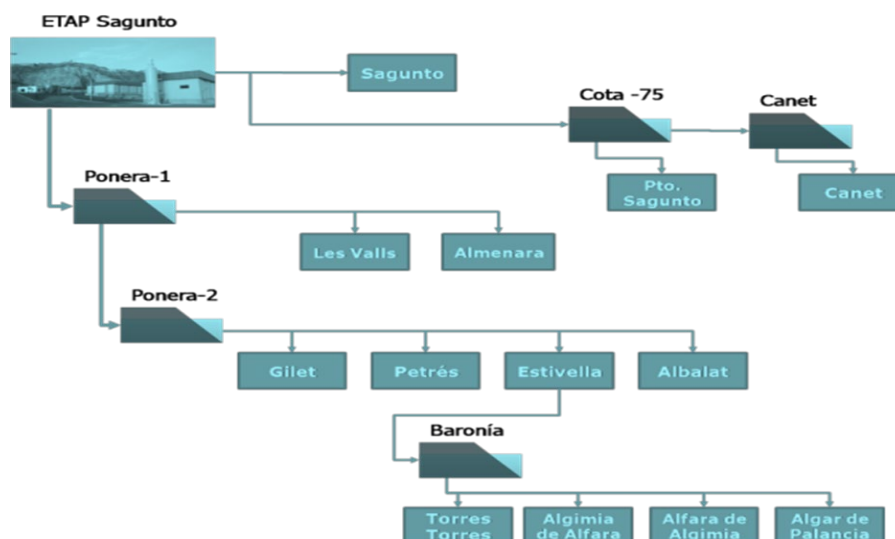 ETAP Sagunto
Sagunto
Cota -75
Canet
Pto.
Sagunto
Canet
Ponera-1
Les Valls
Almenara
Ponera-2
Gilet
Petrés
Estivella
Albalat
Baronía
Torres
Torres
Algimia
de Alfara
Alfara de
Algimia
Algar de
Palancia